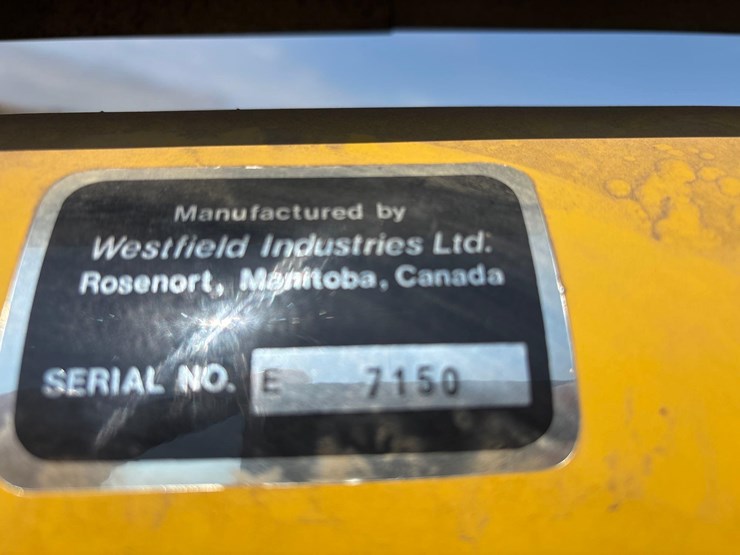 Manufactured by
Westfield Industries Ltd.
Rosenort, Manitoba, Canada
SERIAL NO. E 7150